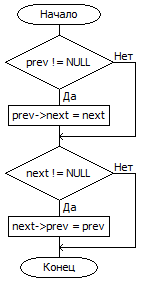 Начало
prev != NULL
Нет
Да
prev->next = next
next != NULL
Нет
Да
next->prev = prev
Конец